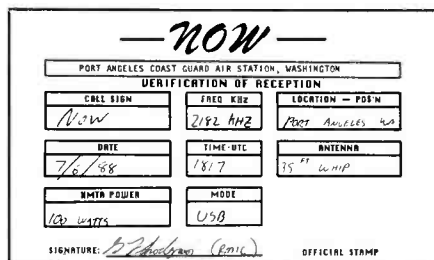 NOW
PORT ANGELES COAST GUARD AIR STATION, WASHINGTON
VERIFICATION OF RECEPTION
CALL SIGN FREQ KHz LOCATION - POS'N
NOW 2182 kHZ PORT ANGELES WA
DATE TIME-UTC ANTENNA
7/6/88 1817 35 FT WHIP
XMTR POWER MODE
100 WATTS USB
SIGNATURE: OFFICIAL STAMP